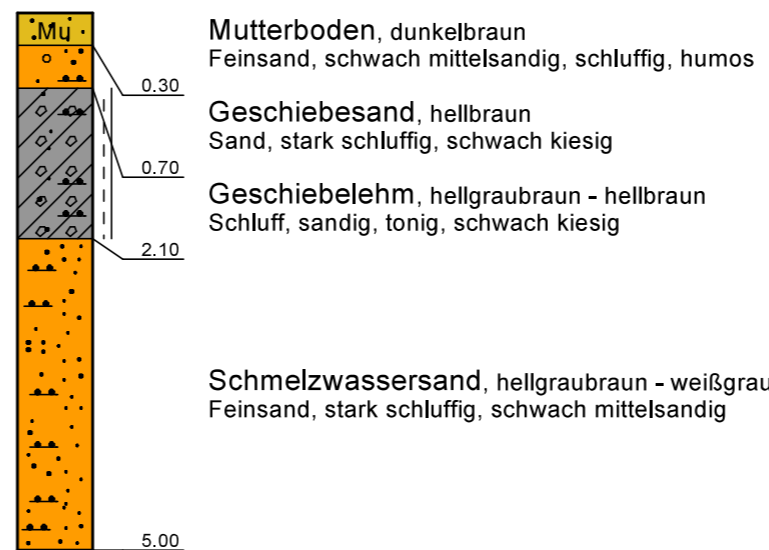 Mu
Mutterboden, dunkelbraun
Feinsand, schwach mittelsandig, schluffig, humos
0.30
Geschiebesand, hellbraun
Sand, stark schluffig, schwach kiesig
0.70
Geschiebelehm, hellgraubraun - hellbraun
Schluff, sandig, tonig, schwach kiesig
2.10
Schmelzwassersand, hellgraubraun - weißgrau
Feinsand, stark schluffig, schwach mittelsandig
5.00